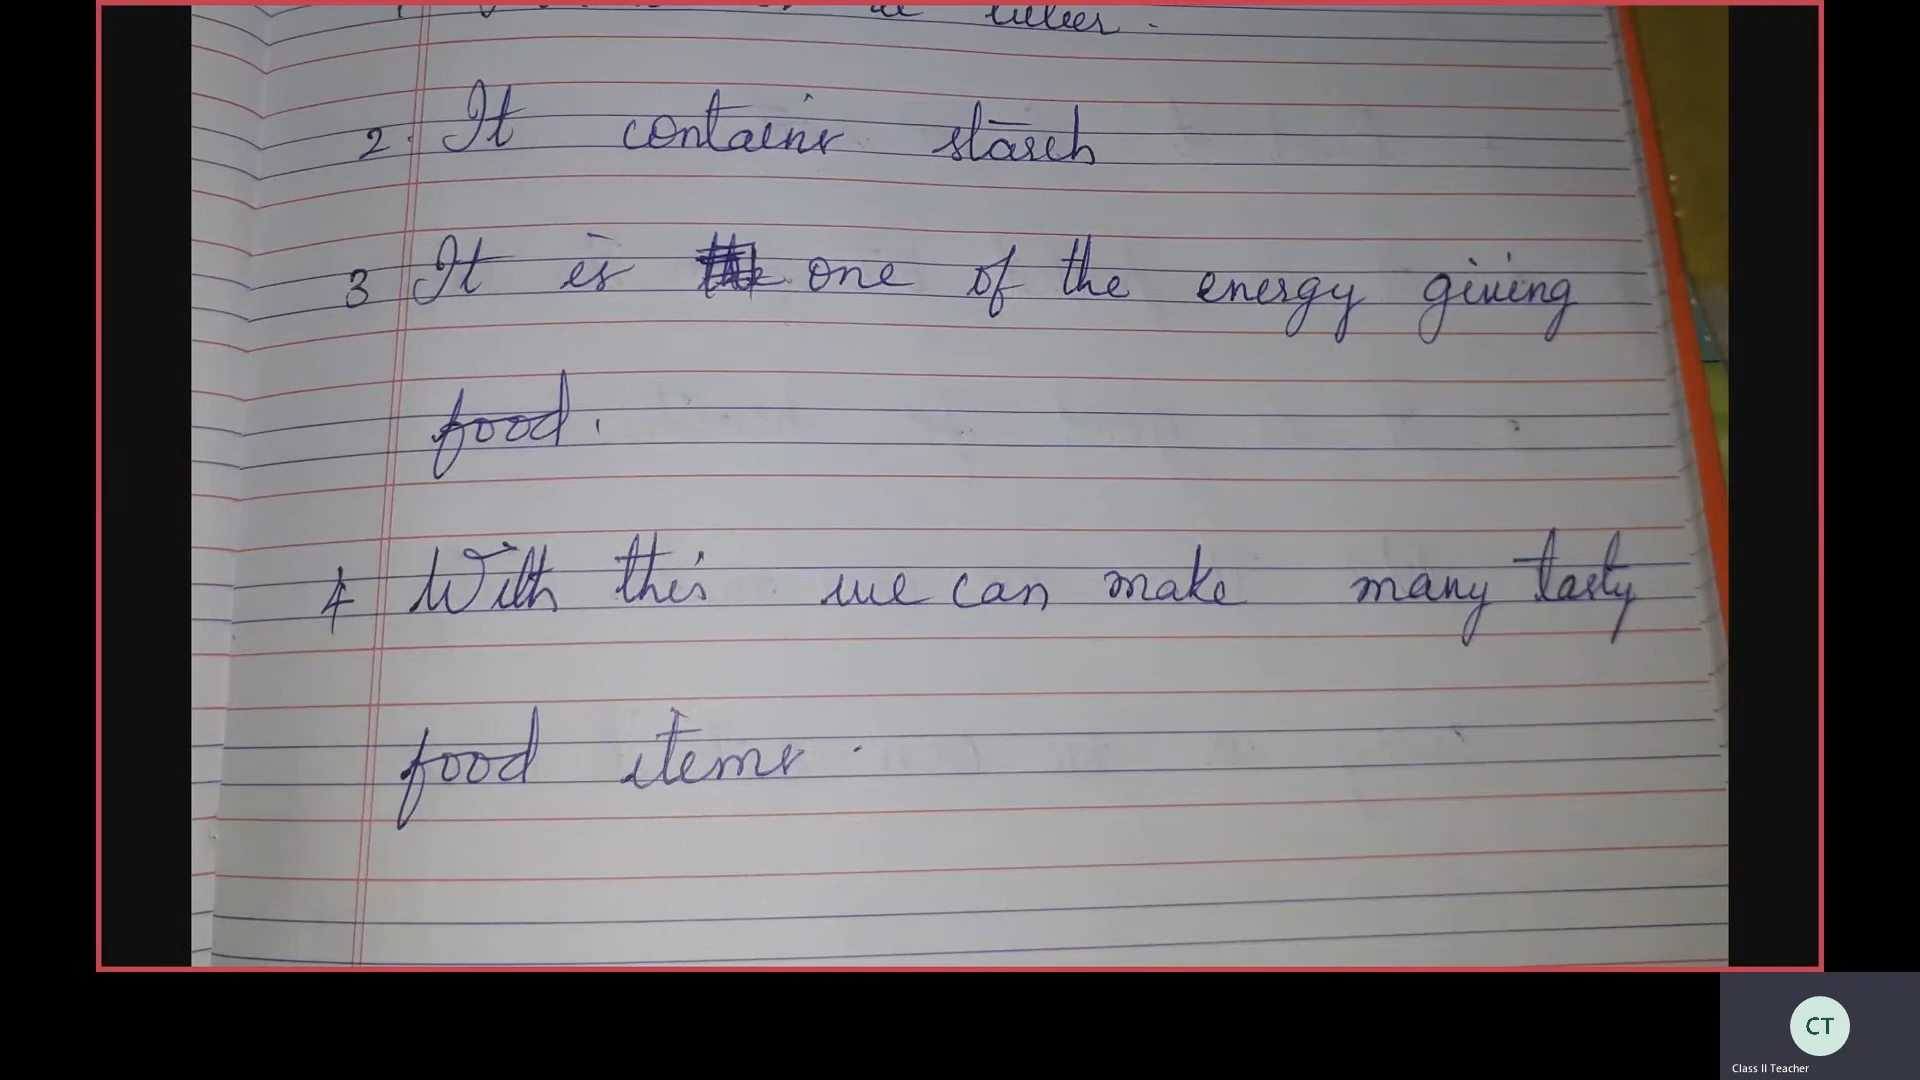 tuber.
2. It contains starch
3 It is one of the energy giving
food.
4 With this we can make many tasty
food items.
CT
Class II Teacher